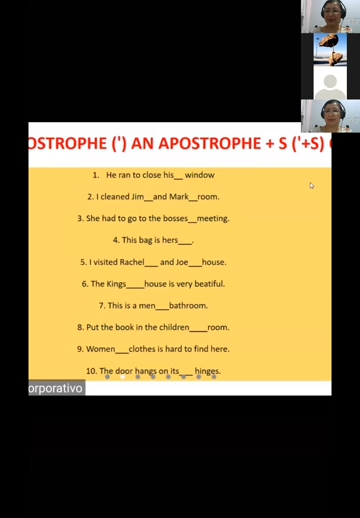 OSTROPHE (') AN APOSTROPHE + S ('+S)
1. He ran to close his__ window
2. I cleaned Jim__and Mark__room.
3. She had to go to the bosses__meeting.
4. This bag is hers___.
5. I visited Rachel___ and Joe___house.
6. The Kings____house is very beatiful.
7. This is a men___bathroom.
8. Put the book in the children____room.
9. Women___clothes is hard to find here.
10. The door hangs on its___ hinges.
orporativo